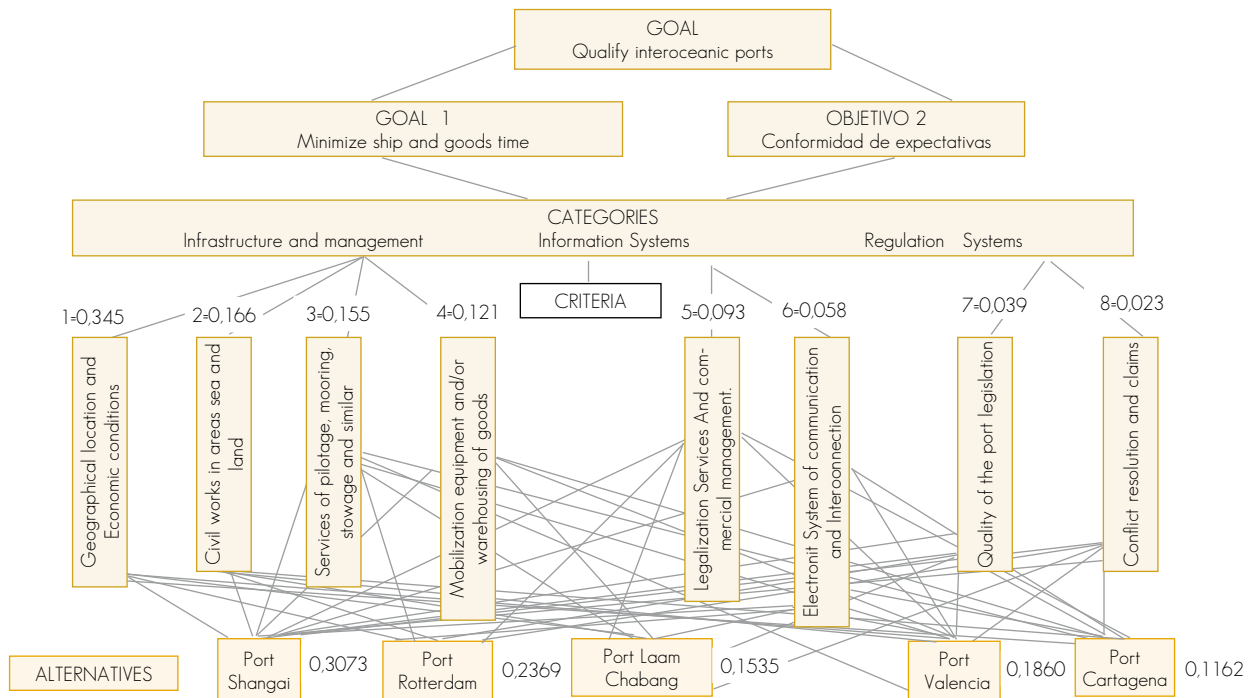 GOAL
Qualify interoceanic ports
GOAL 1
Minimize ship and goods time
OBJETIVO 2
Conformidad de expectativas
CATEGORIES
Infrastructure and management
Information Systems
Regulation Systems
CRITERIA
1=0,345
2=0,166
3=0,155
4=0,121
5=0,093
6=0,058
7=0,039
8=0,023
Geographical location and
Economic conditions
Civil works in areas sea and
land
Services of pilotage, mooring,
stowage and similar
Mobilization equipment and/or
warehousing of goods
Legalization Services And com-
mercial management.
Electronit System of communication
and Interoonnection
Quality of the port legislation
Conflict resolution and claims
ALTERNATIVES
Port
Shangai
0,3073
Port
Rotterdam
0,2369
Port Laam
Chabang
0,1535
Port
Valencia
0,1860
Port
Cartagena
0,1162